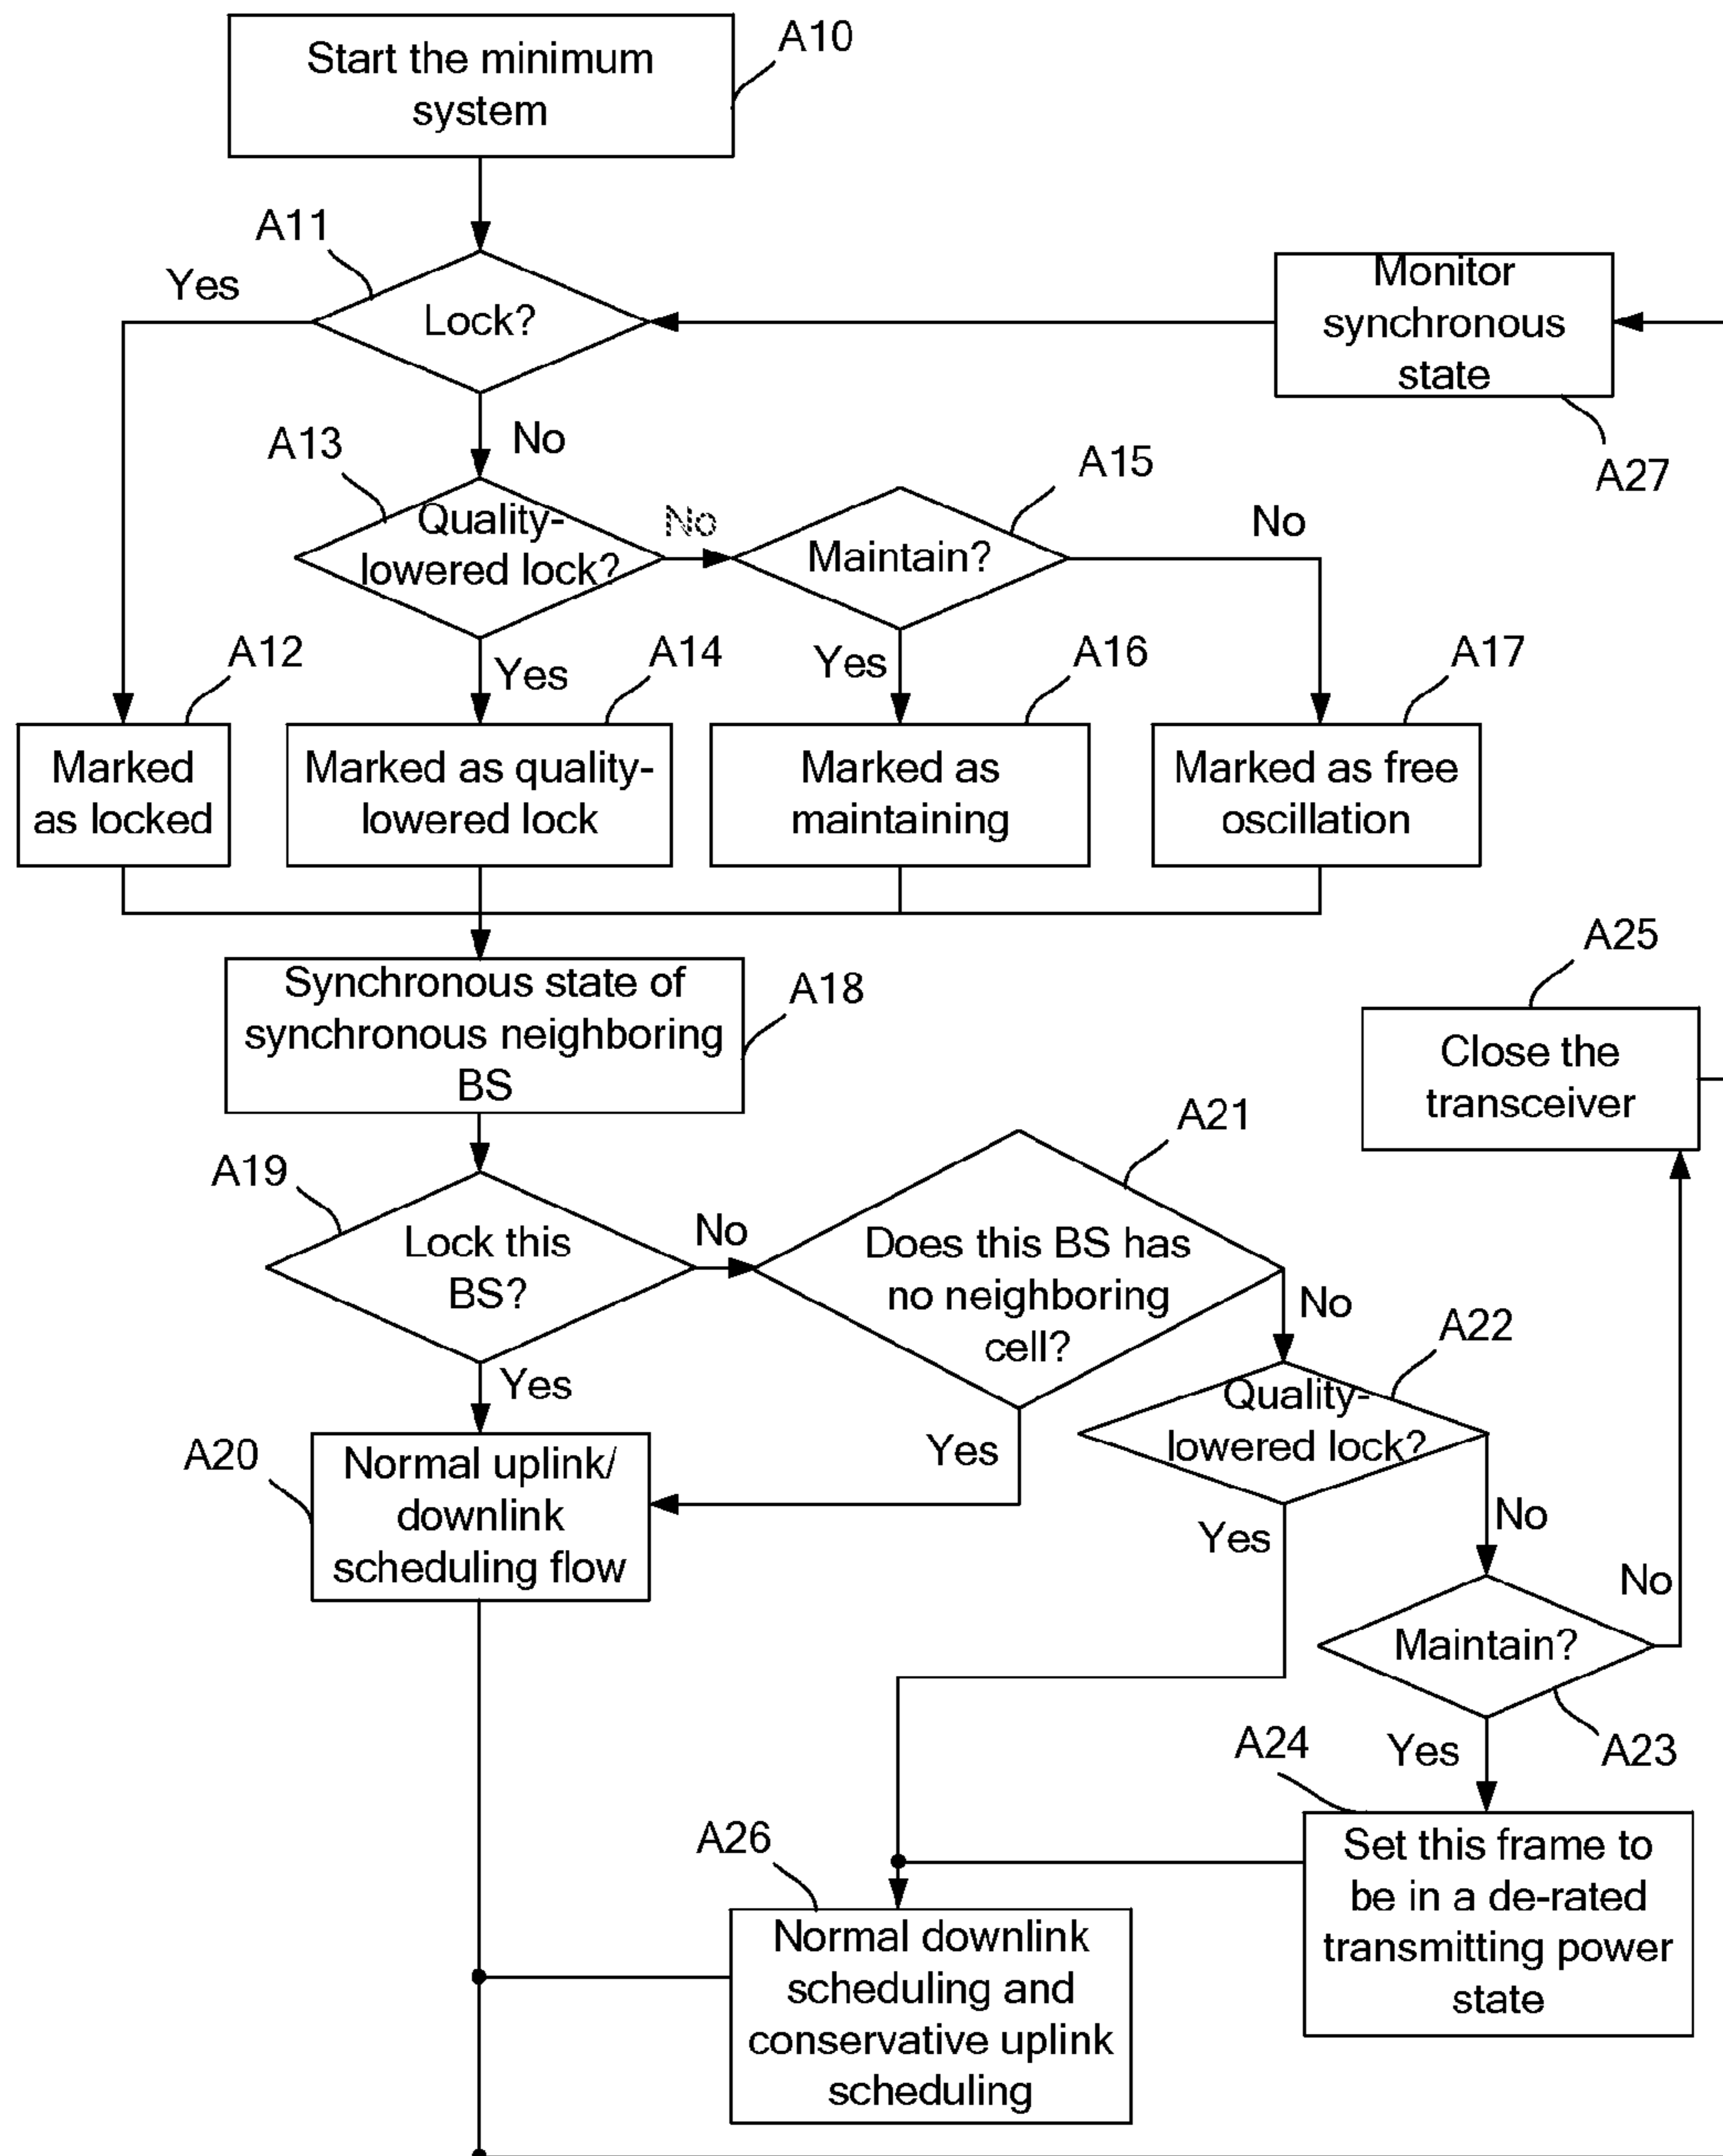 Start the minimum
system
A10
A11
Yes
Lock?
Monitor
synchronous
state
A27
No
A13
Quality-
lowered lock?
No
A15
Maintain?
No
A12
Yes
A14
Yes
A16
A17
Marked
as locked
Marked as quality-
lowered lock
Marked as
maintaining
Marked as free
oscillation
Synchronous state of
synchronous neighboring
BS
A18
A25
Close the
transceiver
A19
Lock this
BS?
No
A21
Does this BS has
no neighboring
cell?
No
A22
Quality-
lowered lock?
Yes
A20
Normal uplink/
downlink
scheduling flow
Yes
Yes
No
No
Maintain?
A23
Yes
A24
Set this frame to
be in a de-rated
transmitting power
state
A26
Normal downlink
scheduling and
conservative uplink
scheduling